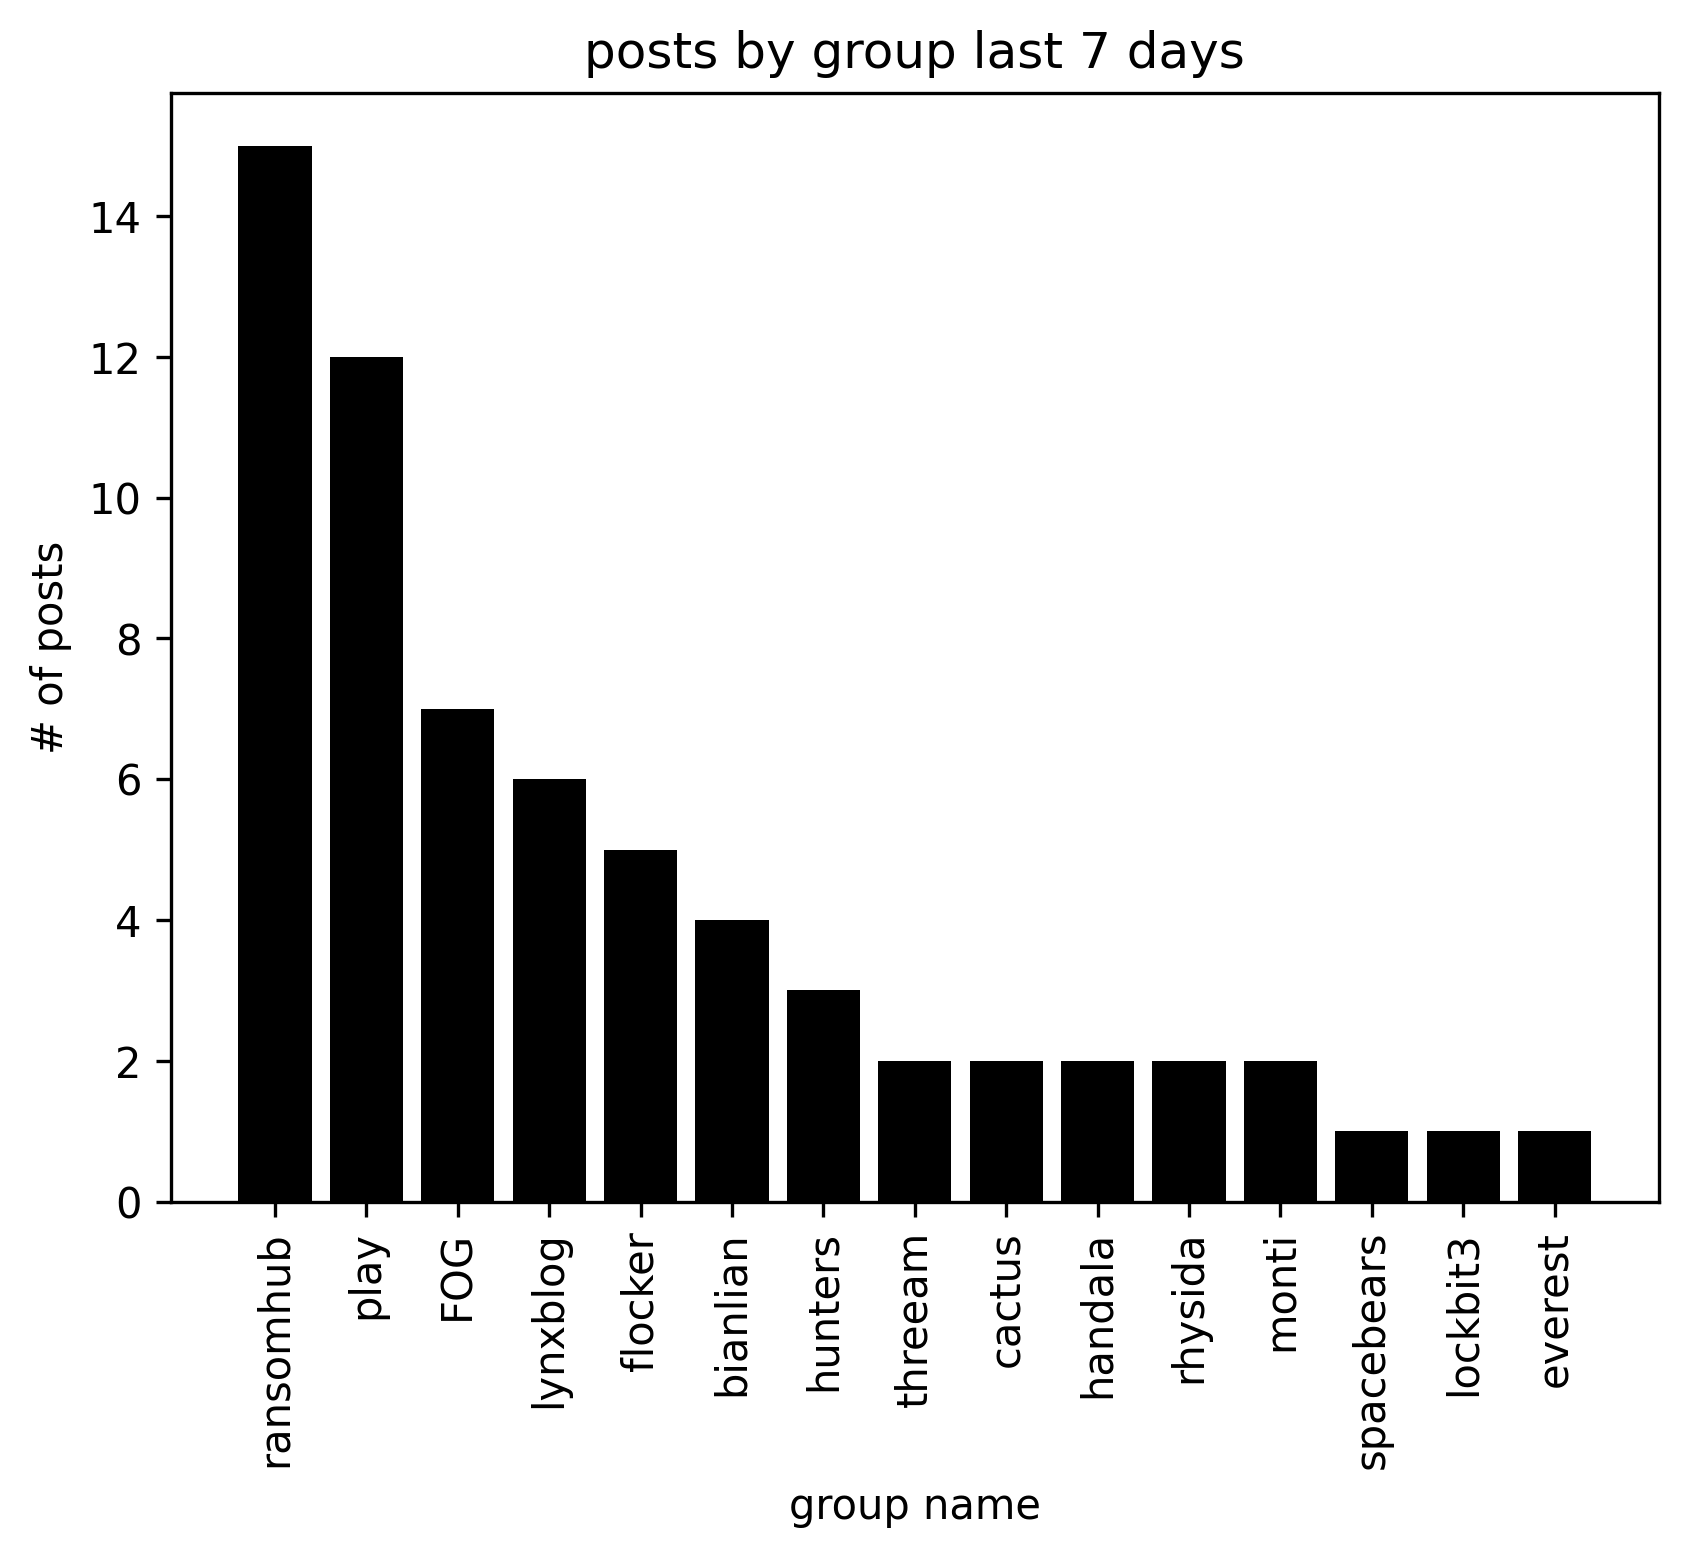 posts by group last 7 days
# of posts
14
12
10
8
6
4
2
0
ransomhub
play
FOG
lynxblog
flocker
bianlian
hunters
threeam
cactus
handala
rhysida
monti
spacebears
lockbit3
everest
group name